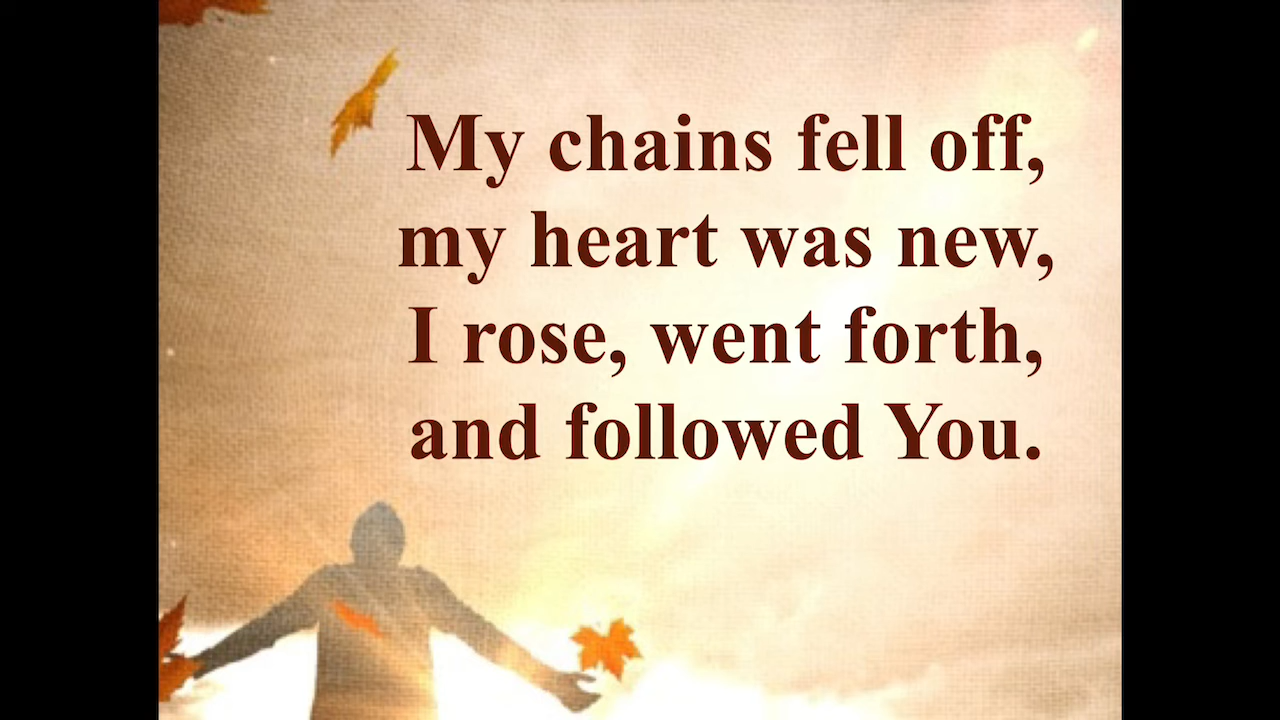 My chains fell off,
my heart was new,
I rose, went forth,
and followed You.